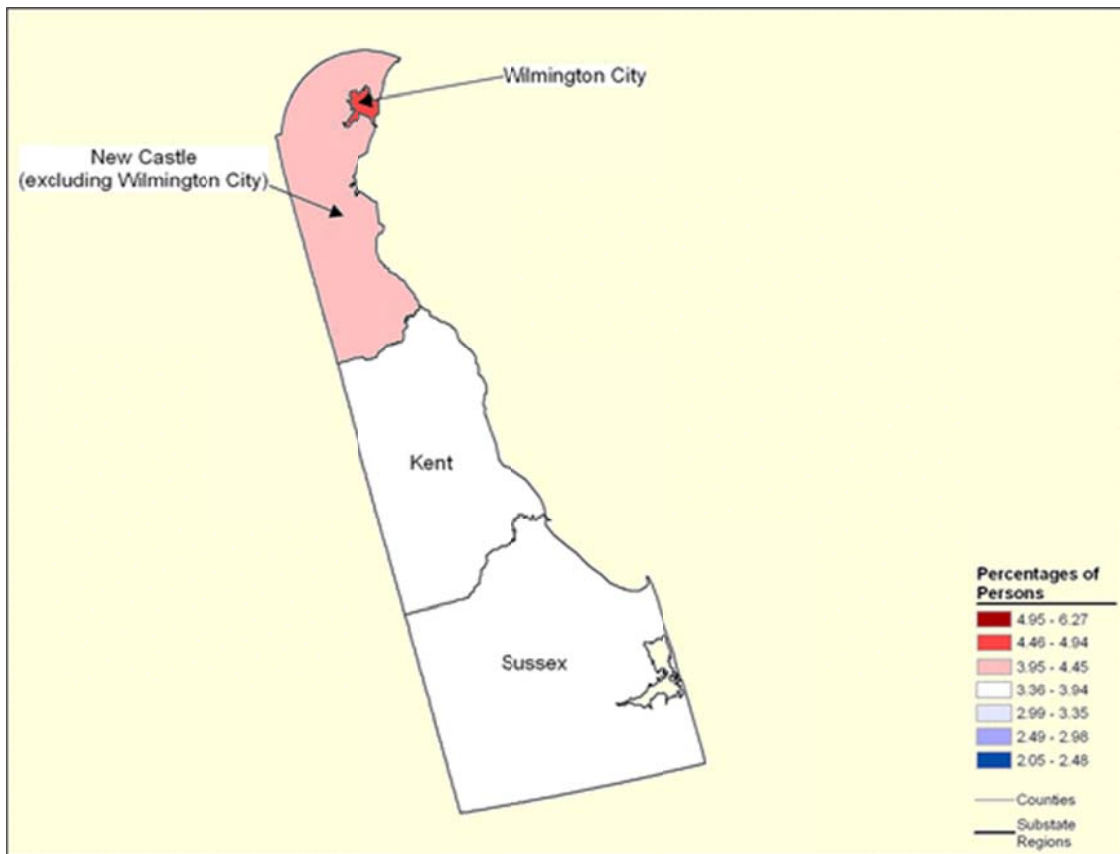 Wilmington City
New Castle
(excluding Wilmington City)
Kent
Sussex
Percentages of
Persons
4.95 - 6.27
4.46 - 4.94
3.95 - 4.45
3.36 - 3.94
2.99 - 3.35
2.49 - 2.98
2.05 - 2.48
Counties
Substate
Regions